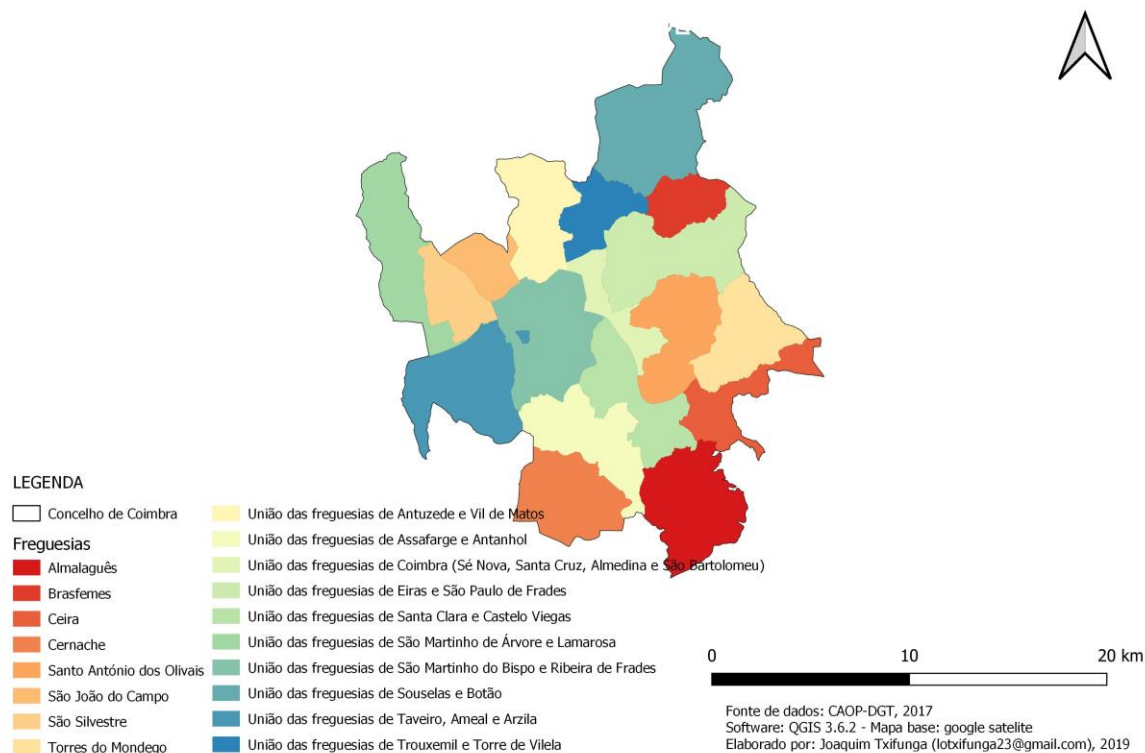 LEGENDA
Concelho de Coimbra
Freguesias
Almalaguês
Brasfemes
Ceira
Cernache
Santo António dos Olivais
São João do Campo
São Silvestre
Torres do Mondego
União das freguesias de Antuzede e Vil de Matos
União das freguesias de Assafarge e Antanhol
União das freguesias de Coimbra (Sé Nova, Santa Cruz, Almedina e São Bartolomeu)
União das freguesias de Eiras e São Paulo de Frades
União das freguesias de Santa Clara e Castelo Viegas
União das freguesias de São Martinho de Árvore e Lamarosa
União das freguesias de São Martinho do Bispo e Ribeira de Frades
União das freguesias de Souselas e Botão
União das freguesias de Taveiro, Ameal e Arzila
União das freguesias de Trouxemil e Torre de Vilela
0 10 20 km
Fonte de dados: CAOP-DGT, 2017
Software: QGIS 3.6.2 - Mapa base: google satelite
Elaborado por: Joaquim Txifunga (lotxifunga23@gmail.com), 2019